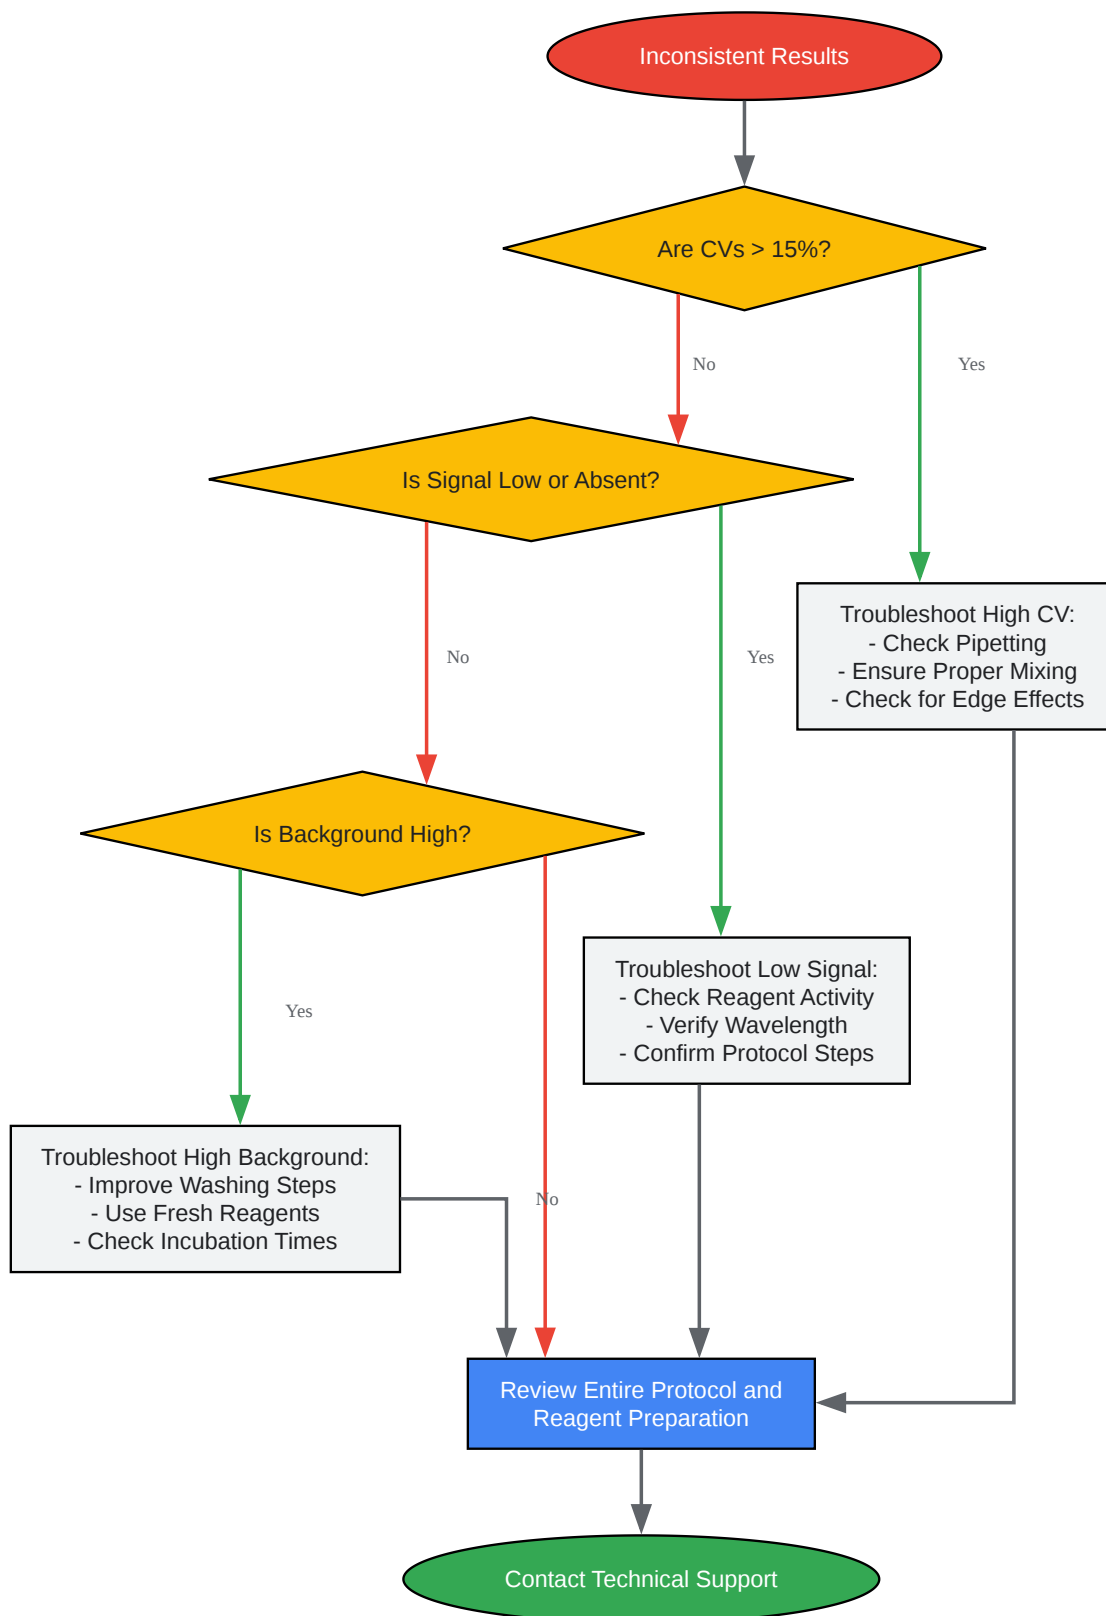 Inconsistent Results
Are CVs > 15%?
No
Yes
Is Signal Low or Absent?
Troubleshoot High CV:
- Check Pipetting
- Ensure Proper Mixing
- Check for Edge Effects
No
Yes
Is Background High?
Troubleshoot Low Signal:
- Check Reagent Activity
- Verify Wavelength
- Confirm Protocol Steps
Yes
Troubleshoot High Background:
- Improve Washing Steps
- Use Fresh Reagents
- Check Incubation Times
No
Review Entire Protocol and
Reagent Preparation
Contact Technical Support